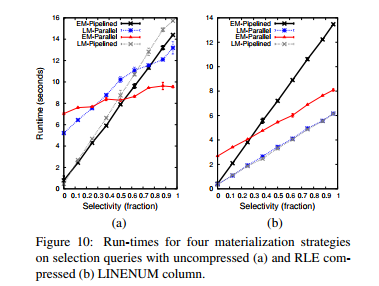 16
14
12
10
8
6
4
2
0
Runtime (seconds)
EM-Pipelined
LM-Parallel
EM-Parallel
LM-Pipelined
0 0.1 0.2 0.3 0.4 0.5 0.6 0.7 0.8 0.9 1
Selectivity (fraction)
(a)
14
12
10
8
6
4
2
0
EM-Pipelined
LM-Parallel
EM-Parallel
LM-Pipelined
0 0.1 0.2 0.3 0.4 0.5 0.6 0.7 0.8 0.9 1
Selectivity (fraction)
(b)
Figure 10: Run-times for four materialization strategies
on selection queries with uncompressed (a) and RLE com-
pressed (b) LINENUM column.